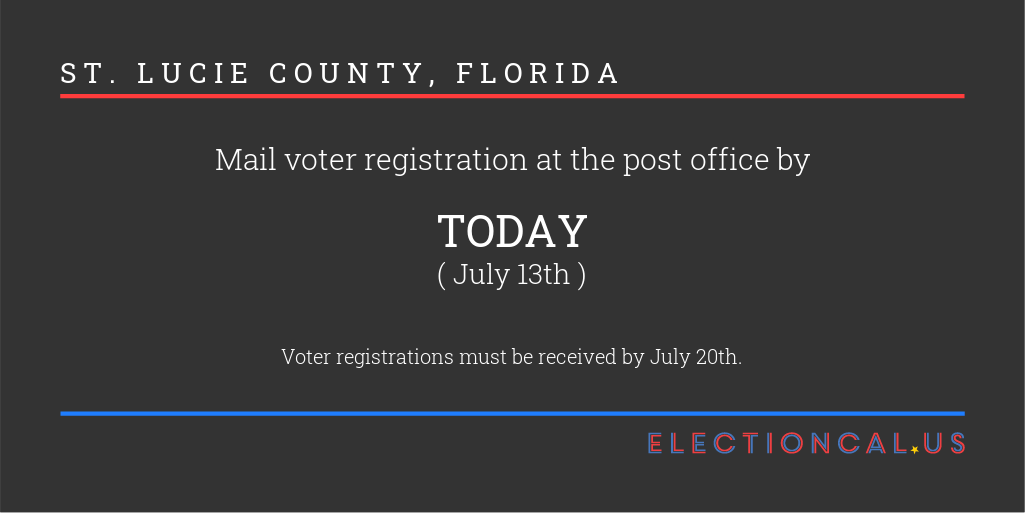 ST. LUCIE COUNTY, FLORIDA
Mail voter registration at the post office by
TODAY
( July 13th )
Voter registrations must be received by July 20th.
ELECTIONCAL.US